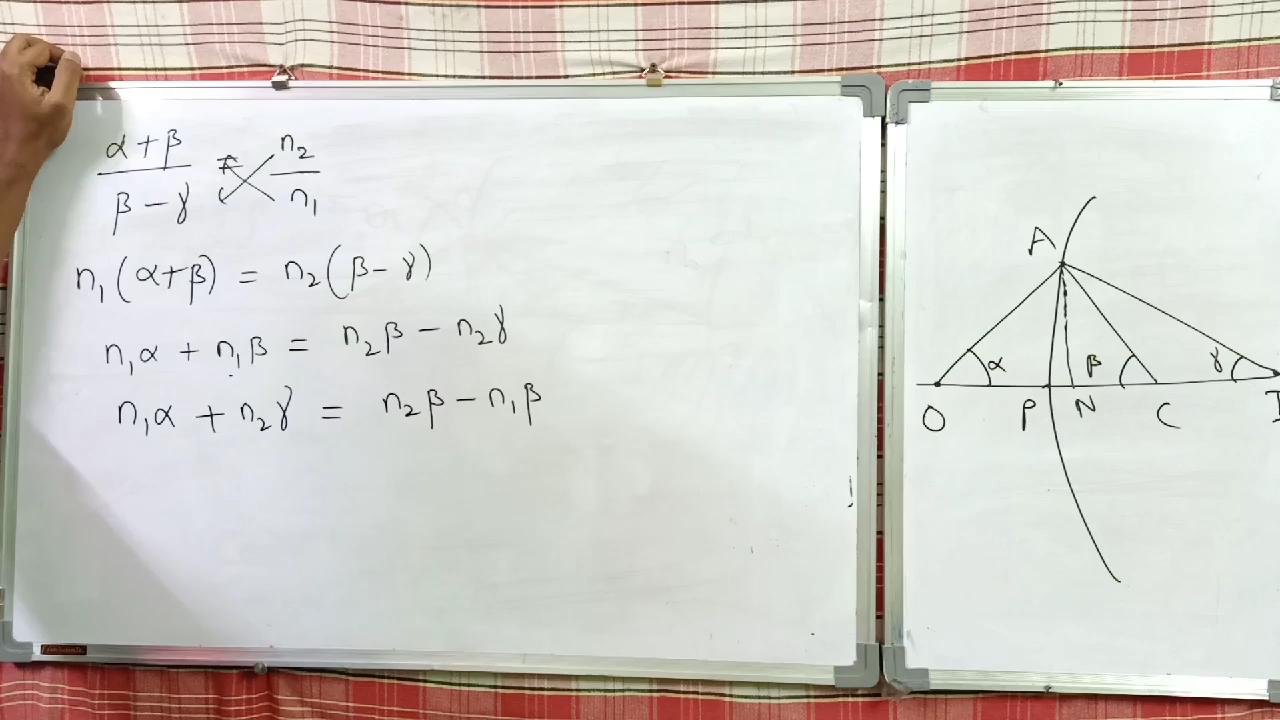 α + β / β − γ = n₂ / n₁
n₁(α+β) = n₂(β − γ)
n₁α + n₁β = n₂β − n₂γ
n₁α + n₂γ = n₂β − n₁β
A
α β γ
O P N C I